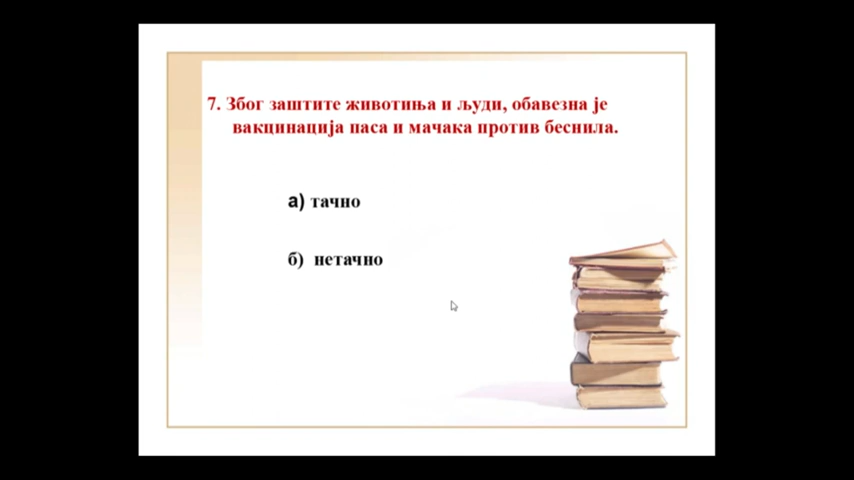 7. Због заштите животиња и људи, обавезна је
вакцинација паса и мачака против беснила.
а) тачно
б) нетачно